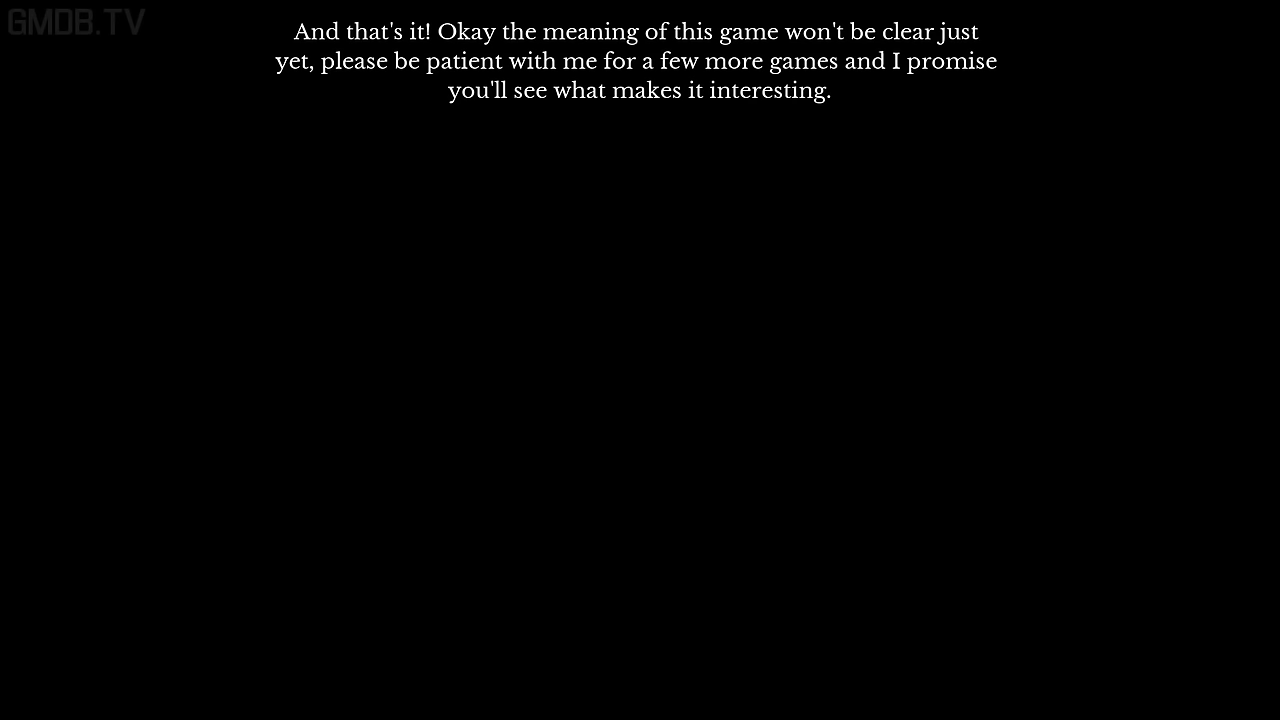 GMDB.TV
And that's it! Okay the meaning of this game won't be clear just
yet, please be patient with me for a few more games and I promise
you'll see what makes it interesting.